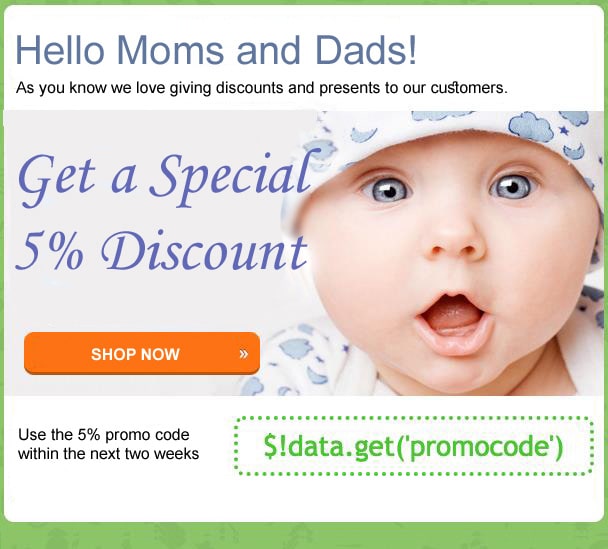 Hello Moms and Dads!
As you know we love giving discounts and presents to our customers.
Get a Special
5% Discount
SHOP NOW »
Use the 5% promo code
within the next two weeks
$!data.get('promocode')